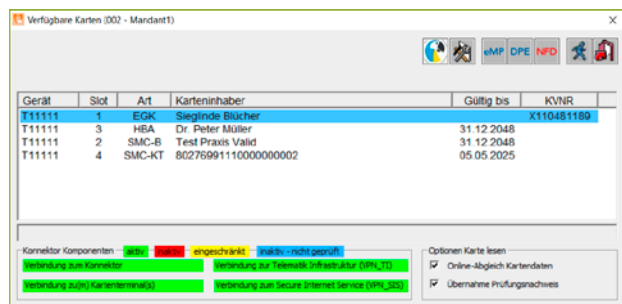 Verfügbare Karten (002 - Mandant1)
eMP DPE NFD
Gerät Slot Art Karteninhaber Gültig bis KVNR
T11111 1 EGK Sieglinde Blücher X110481189
T11111 3 HBA Dr. Peter Müller 31.12.2048
T11111 2 SMC-B Test Praxis Valid 31.12.2048
T11111 4 SMC-KT 80276991110000000002 05.05.2025
Konnektor Komponenten aktiv inaktiv eingeschränkt inaktiv - nicht geprüft
Optionen Karte lesen
Verbindung zum Konnektor Verbindung zur Telematik Infrastruktur (VPN_TI)
Online-Abgleich Kartendaten
Verbindung zu(m) Kartenterminal(s) Verbindung zum Secure Internet Service (VPN_SIS)
Übernahme Prüfungsnachweis